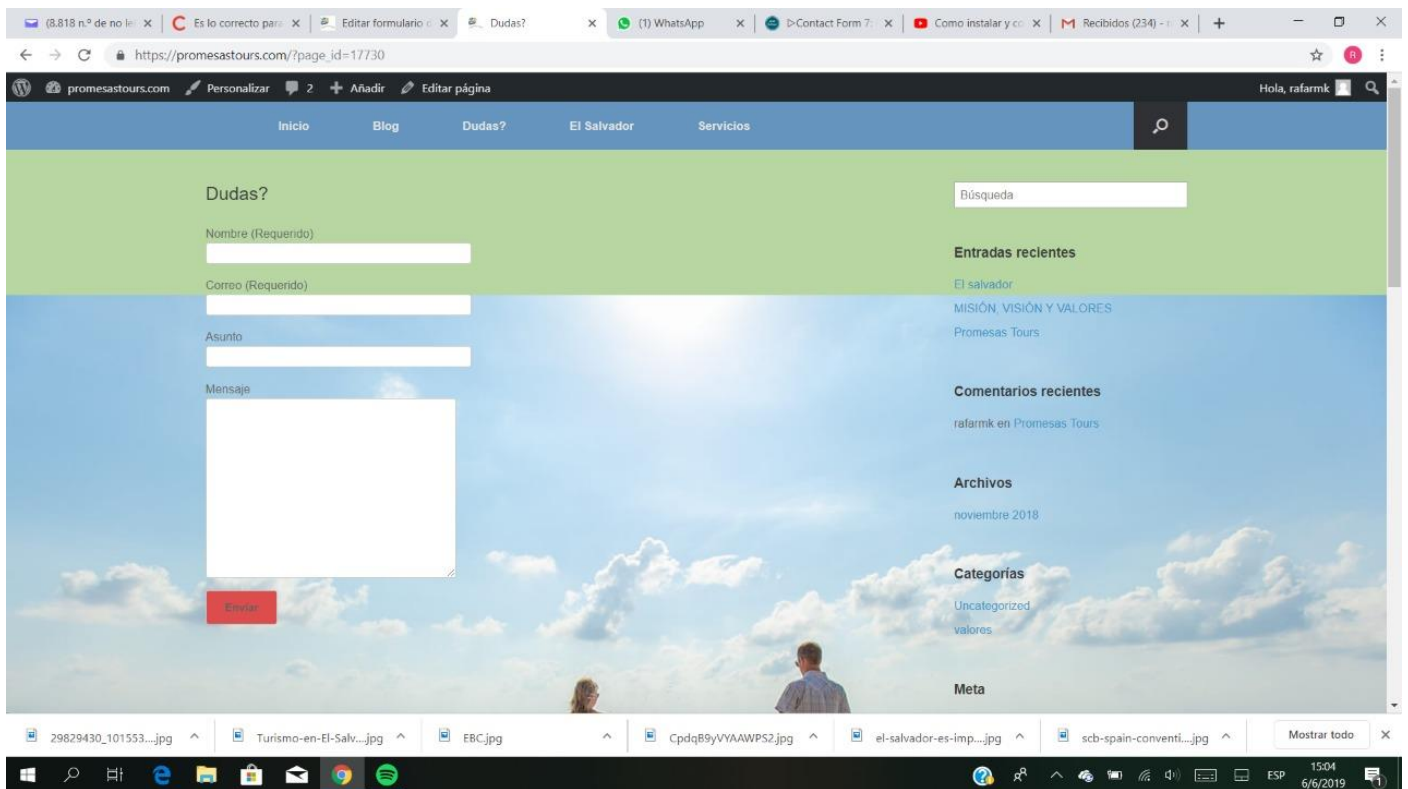 (8.818 n.º de no le
Es lo correcto para
Editar formulario d
Dudas?
(1) WhatsApp
▷Contact Form 7:
Como instalar y co
Recibidos (234) - r
https://promesastours.com/?page_id=17730
R
promesastours.com Personalizar 2 Añadir Editar página Hola, rafarmk
Inicio Blog Dudas? El Salvador Servicios
Dudas?
Nombre (Requerido)
Correo (Requerido)
Asunto
Mensaje
Enviar
Búsqueda
Entradas recientes
El salvador
MISIÓN, VISIÓN Y VALORES
Promesas Tours
Comentarios recientes
rafarmk en Promesas Tours
Archivos
noviembre 2018
Categorías
Uncategorized
valores
Meta
29829430_101553....jpg
Turismo-en-El-Salv....jpg
EBC.jpg
CpdqB9yVYAAWPS2.jpg
el-salvador-es-imp....jpg
scb-spain-conventi....jpg
Mostrar todo
ESP
15:04
6/6/2019